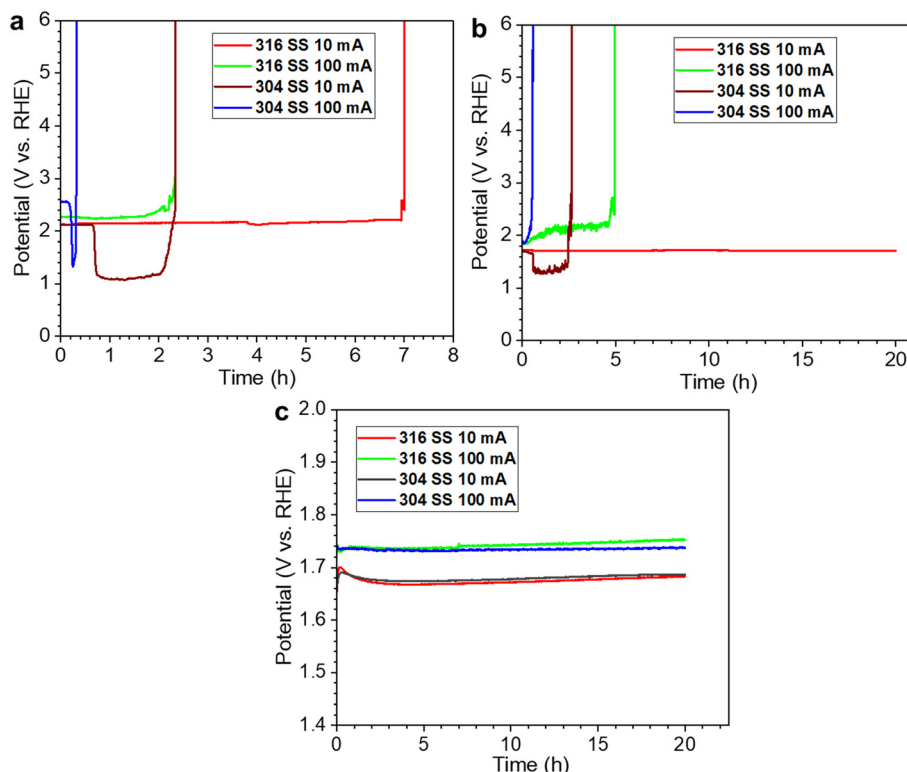 a
316 SS 10 mA
316 SS 100 mA
304 SS 10 mA
304 SS 100 mA
Potential (V vs. RHE)
6
5
4
3
2
1
0
0 1 2 3 4 5 6 7 8
Time (h)
b
316 SS 10 mA
316 SS 100 mA
304 SS 10 mA
304 SS 100 mA
Potential (V vs. RHE)
6
5
4
3
2
1
0
0 5 10 15 20
Time (h)
c
316 SS 10 mA
316 SS 100 mA
304 SS 10 mA
304 SS 100 mA
Potential (V vs. RHE)
2.0
1.9
1.8
1.7
1.6
1.5
1.4
0 5 10 15 20
Time (h)